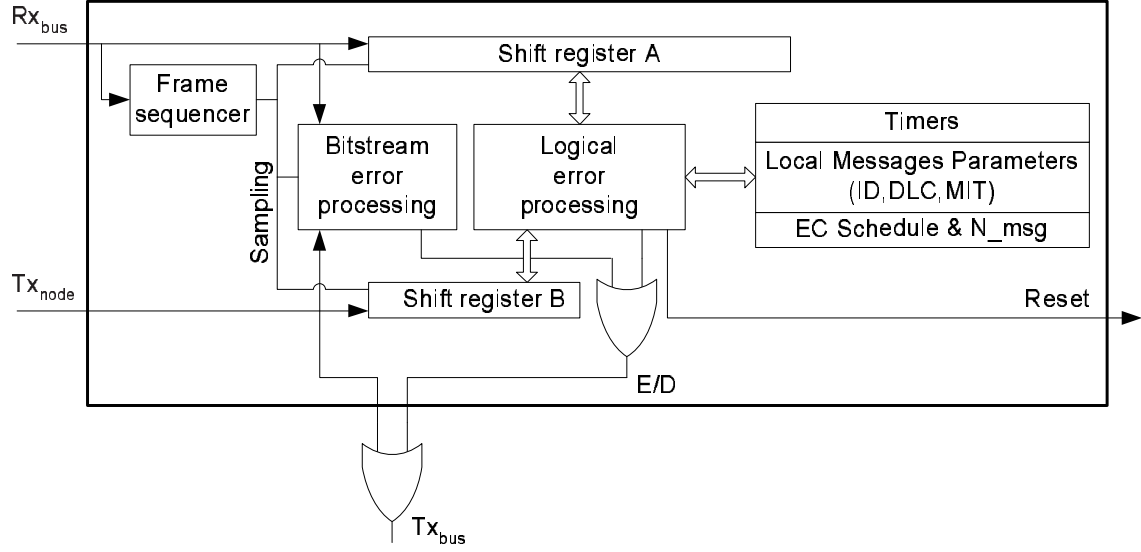 Rx_bus
Shift register A
Frame
sequencer
Bitstream
error
processing
Logical
error
processing
Timers
Local Messages Parameters
(ID,DLC,MIT)
EC Schedule & N_msg
Sampling
Tx_node
Shift register B
Reset
E/D
Tx_bus